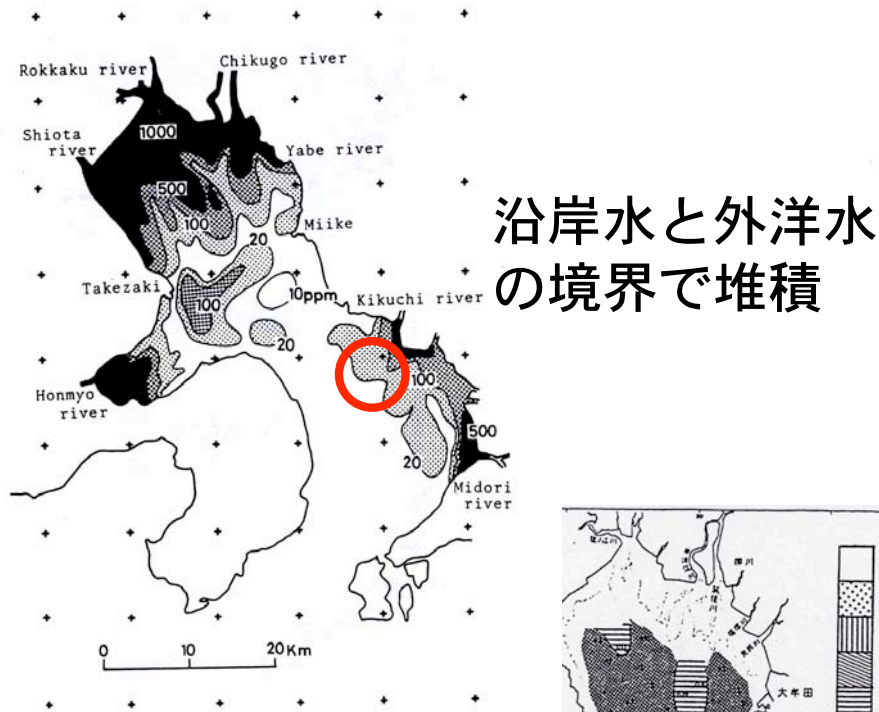 Rokkaku river
Chikugo river
Shiota
river
1000
Yabe river
500
100
Miike
20
沿岸水と外洋水
の境界で堆積
Takezaki
100
10ppm
Kikuchi river
20
100
Honmyo
river
500
20
Midori
river
0 10 20 Km
大牟田